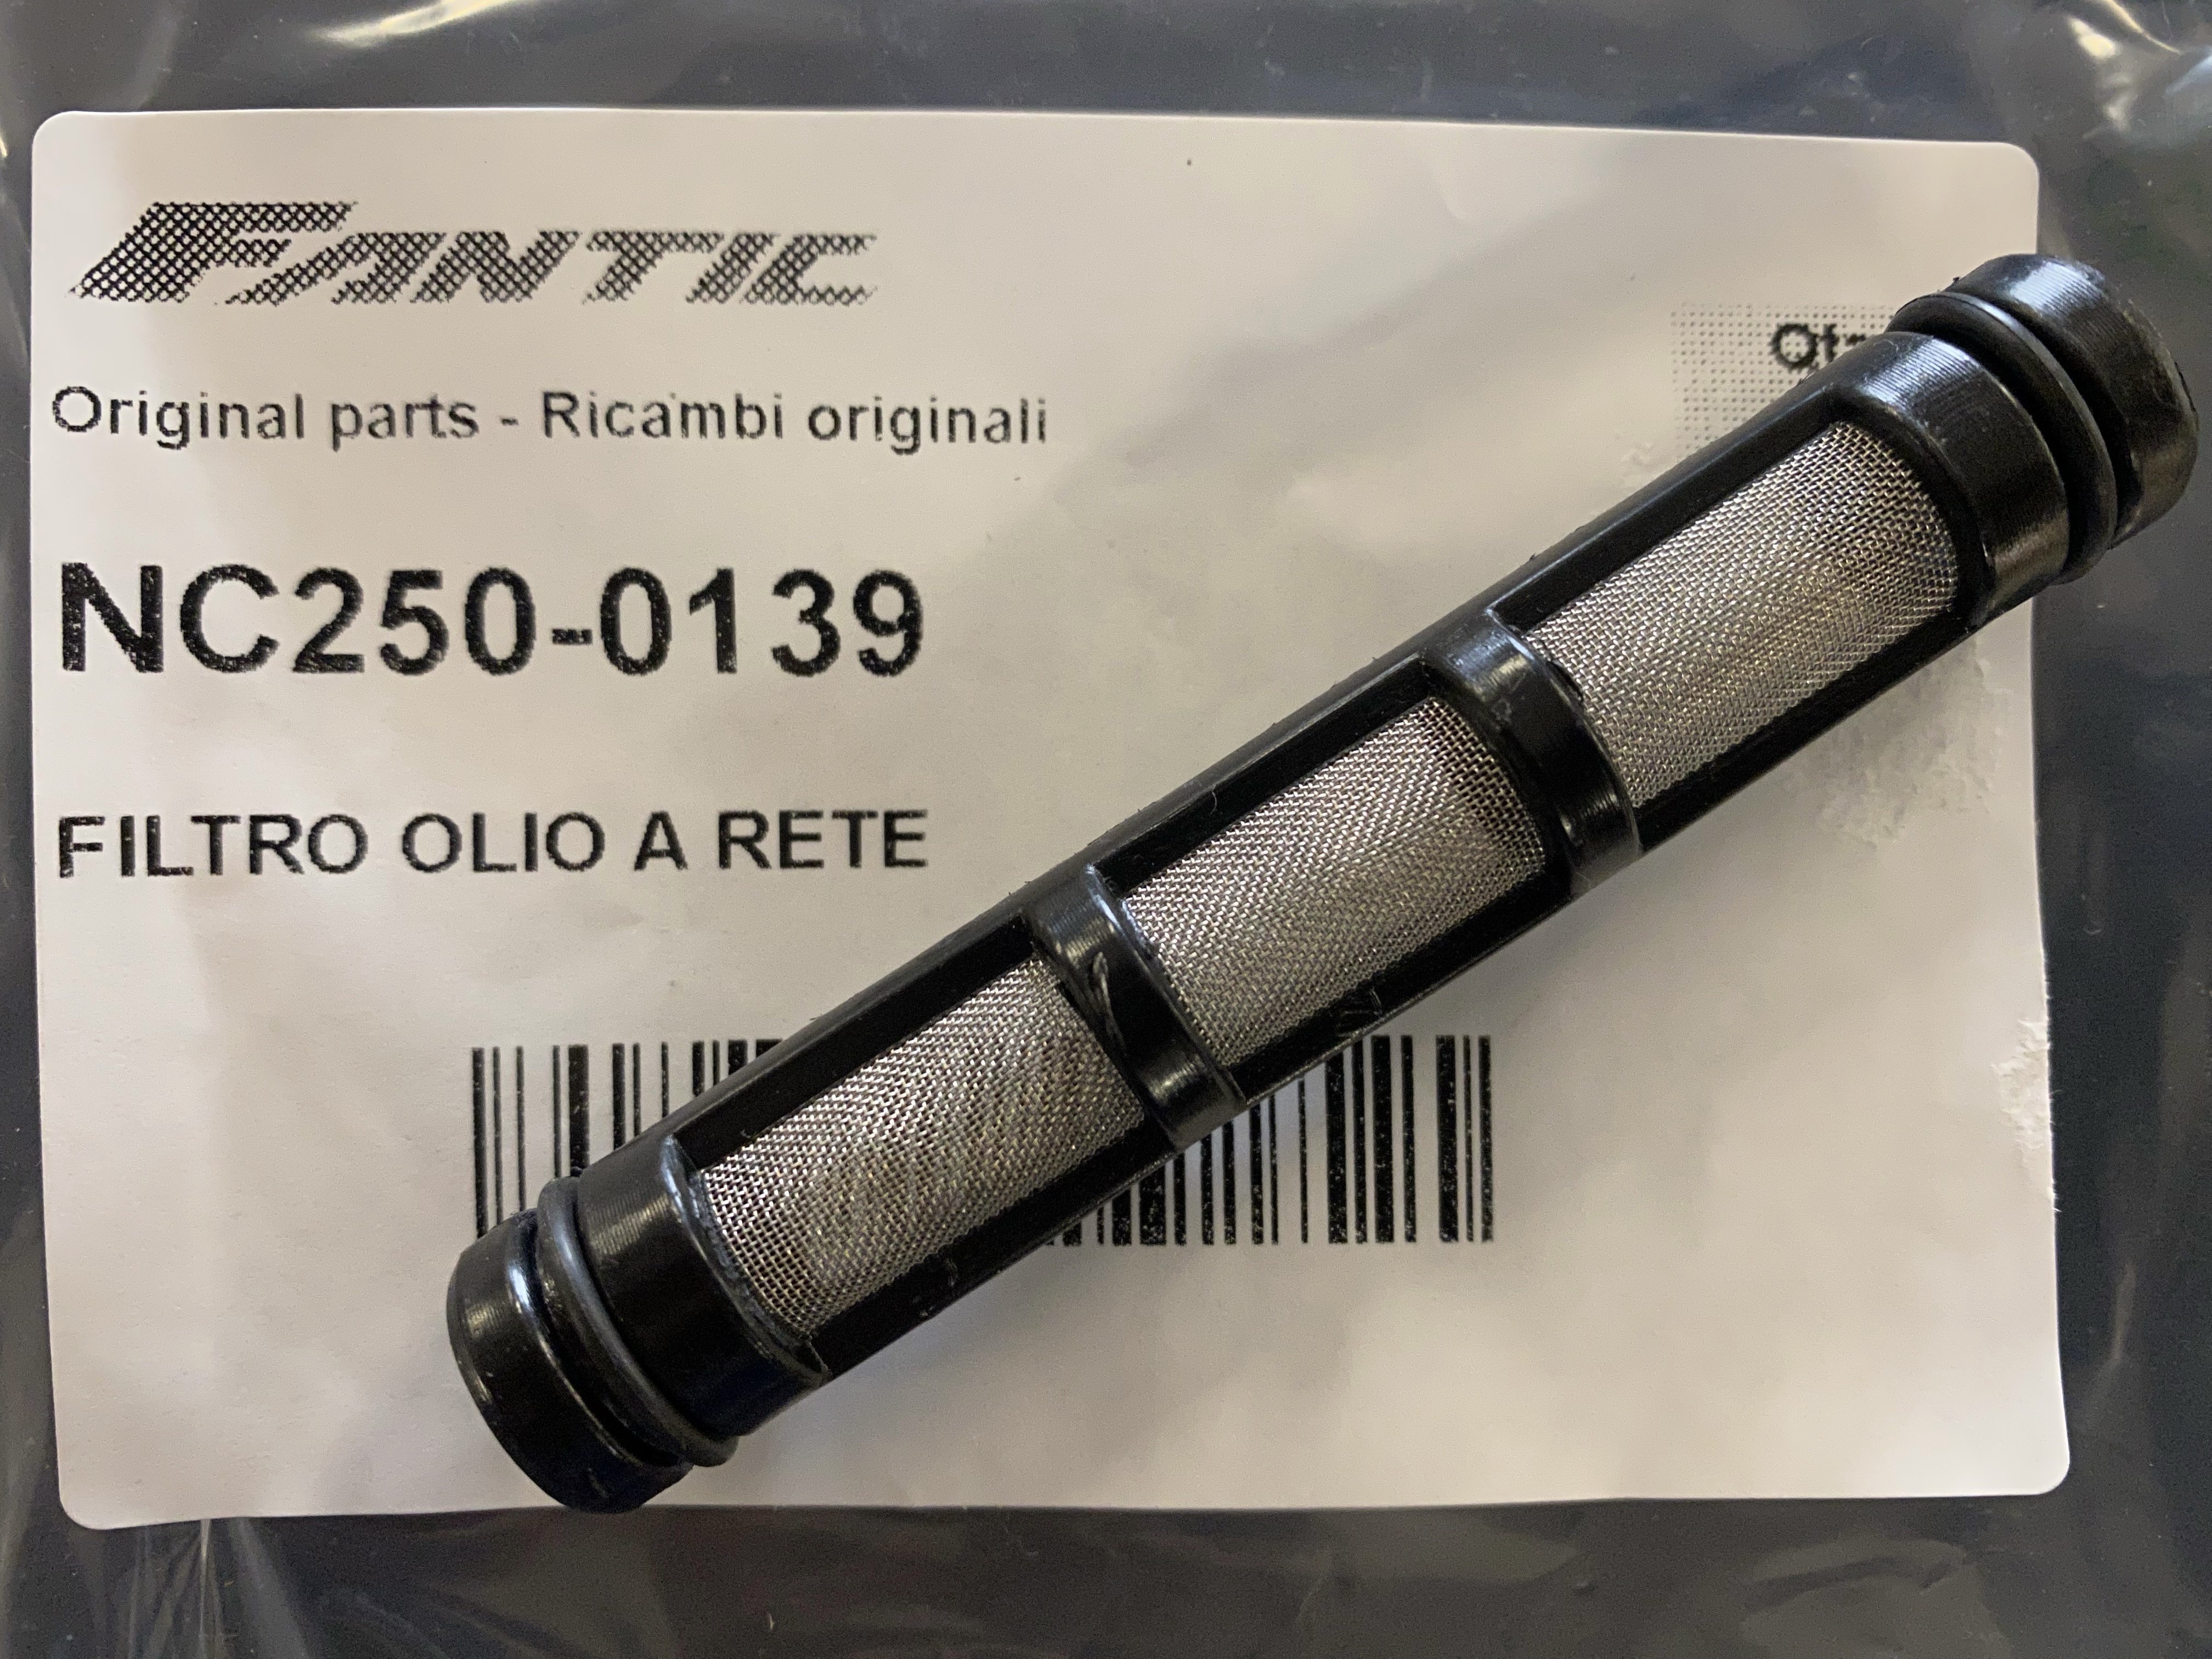 FANTIC
Original parts - Ricambi originali
NC250-0139
FILTRO OLIO A RETE